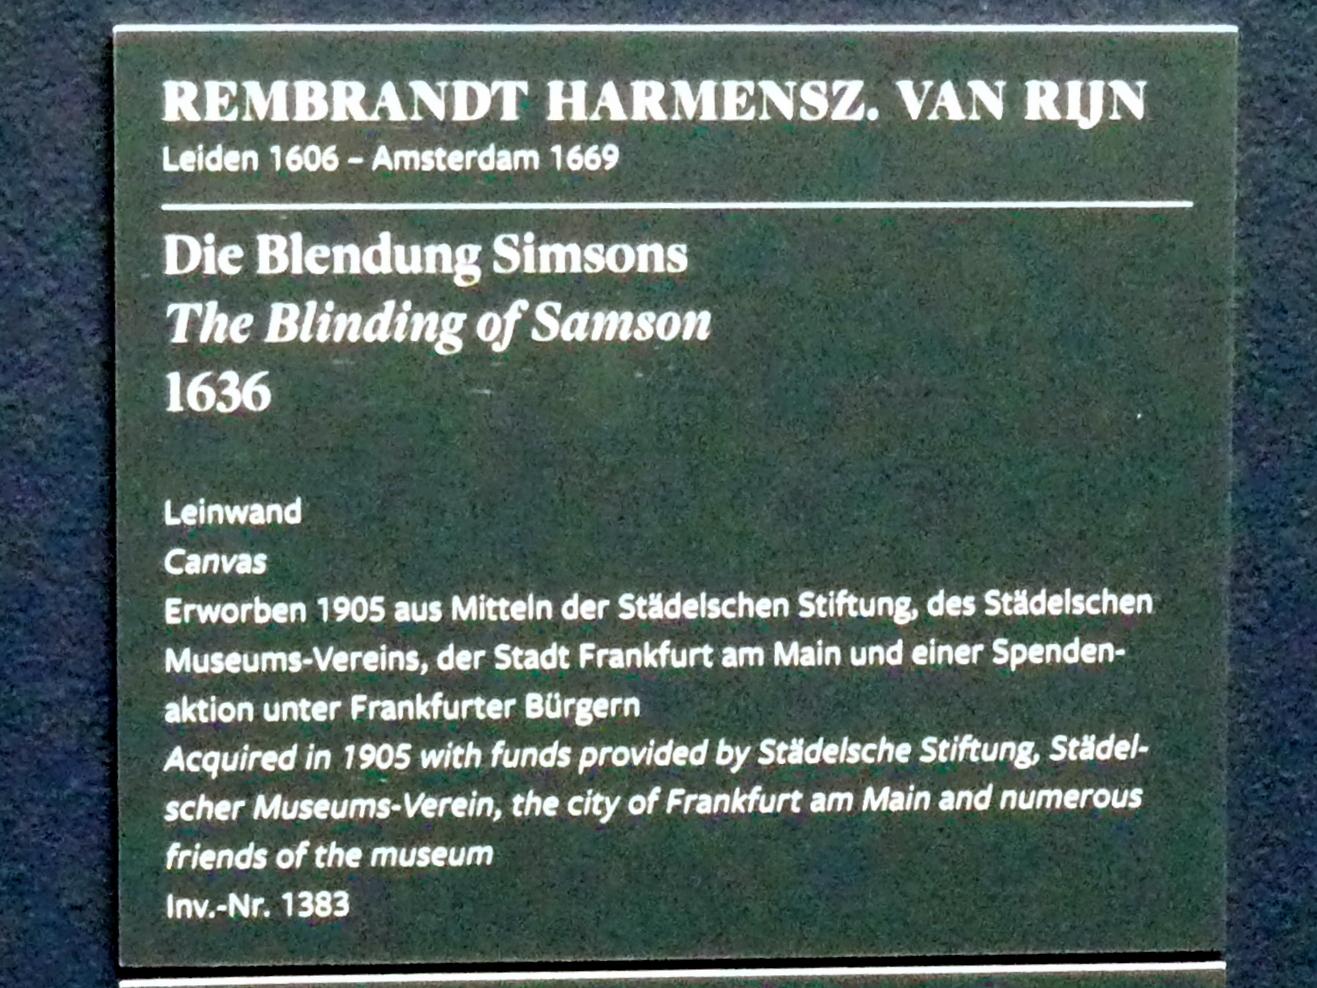 REMBRANDT HARMENSZ. VAN RIJN
Leiden 1606 – Amsterdam 1669
Die Blendung Simsons
The Blinding of Samson
1636
Leinwand
Canvas
Erworben 1905 aus Mitteln der Städelschen Stiftung, des Städelschen
Museums-Vereins, der Stadt Frankfurt am Main und einer Spenden-
aktion unter Frankfurter Bürgern
Acquired in 1905 with funds provided by Städelsche Stiftung, Städel-
scher Museums-Verein, the city of Frankfurt am Main and numerous
friends of the museum
Inv.-Nr. 1383